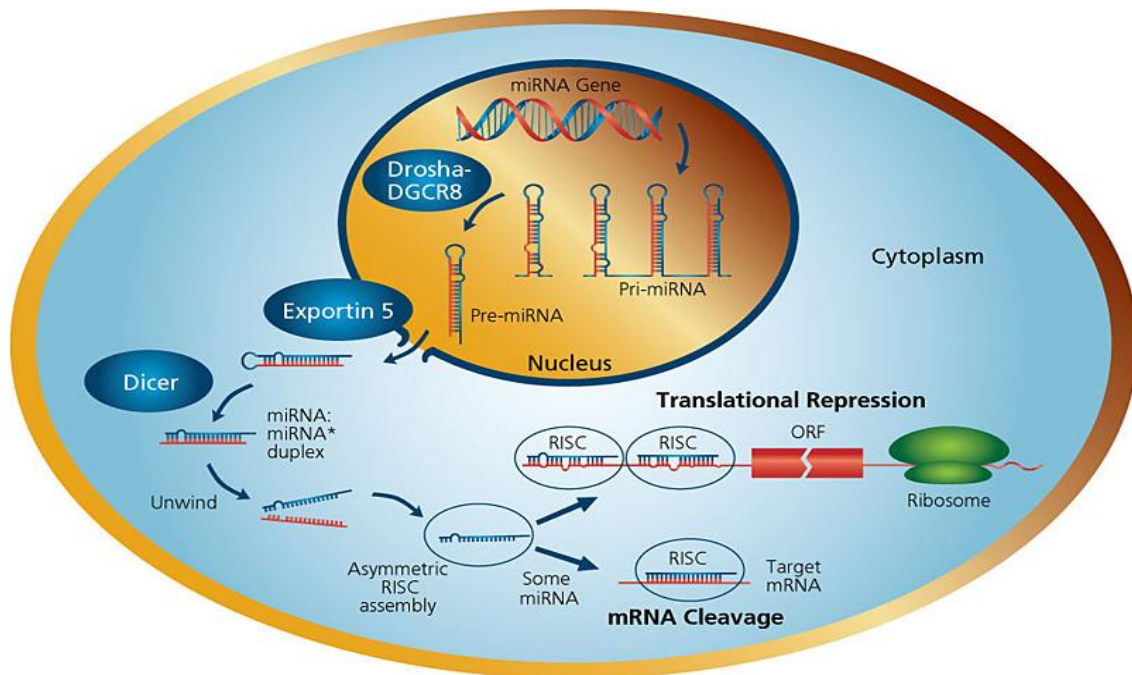 miRNA Gene
Drosha-
DGCR8
Pri-miRNA
Cytoplasm
Exportin 5
Pre-miRNA
Nucleus
Dicer
miRNA:
miRNA*
duplex
Unwind
Asymmetric
RISC
assembly
Some
miRNA
Translational Repression
RISC
RISC
ORF
Ribosome
RISC
Target
mRNA
mRNA Cleavage